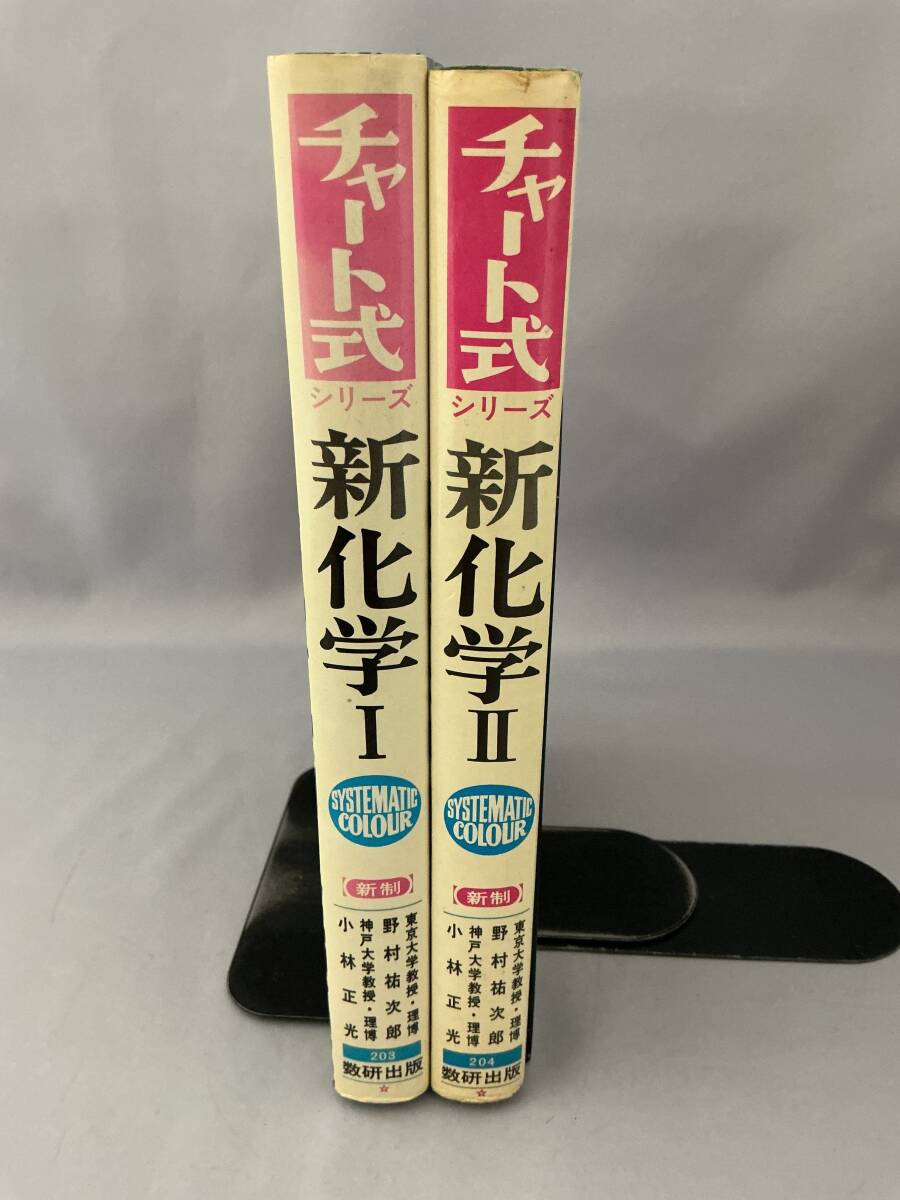 チャート式
シリーズ
新化学I
SYSTEMATIC
COLOUR
【新制】
東京大学教授・理博
野村祐次郎
神戸大学教授・理博
小林正光
203
数研出版
チャート式
シリーズ
新化学II
SYSTEMATIC
COLOUR
【新制】
東京大学教授・理博
野村祐次郎
神戸大学教授・理博
小林正光
204
数研出版